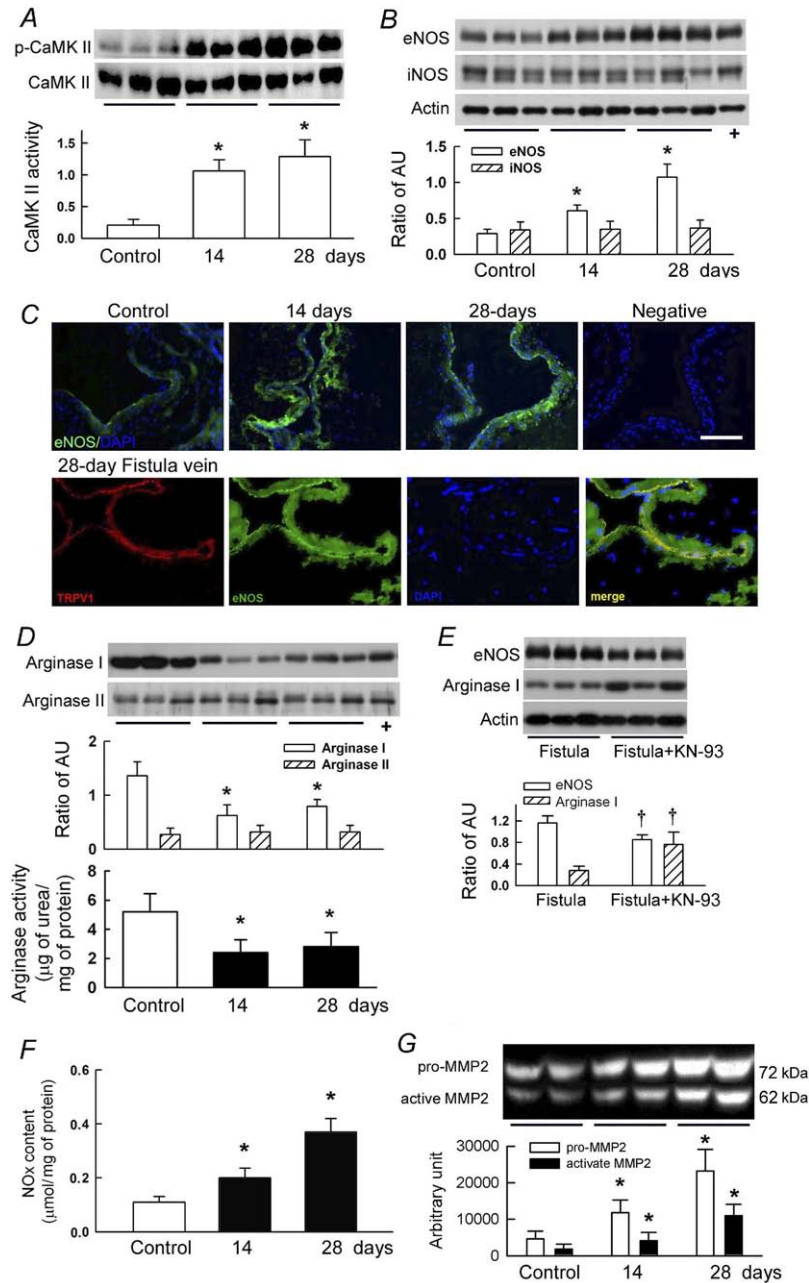 A
p-CaMK II
CaMK II
CaMK II activity
1.5
1.0
0.5
0.0
*
*
Control 14 28 days
B
eNOS
iNOS
Actin
+
Ratio of AU
1.5
1.0
0.5
0.0
eNOS
iNOS
*
*
Control 14 28 days
C
Control 14 days 28-days Negative
eNOS/DAPI
28-day Fistula vein
TRPV1 eNOS DAPI merge
D
Arginase I
Arginase II
+
Ratio of AU
2
1
0
Arginase I
Arginase II
*
*
Arginase activity
(μg of urea/
mg of protein)
8
6
4
2
0
*
*
Control 14 28 days
E
eNOS
Arginase I
Actin
Fistula Fistula+KN-93
eNOS
Arginase I
Ratio of AU
1.2
0.8
0.4
0.0
† †
Fistula Fistula+KN-93
F
NOx content
(μmol/mg of protein)
0.6
0.4
0.2
0.0
*
*
Control 14 28 days
G
pro-MMP2 72 kDa
active MMP2 62 kDa
Arbitrary unit
30000
20000
10000
0
pro-MMP2
activate MMP2
*
*
*
*
Control 14 28 days